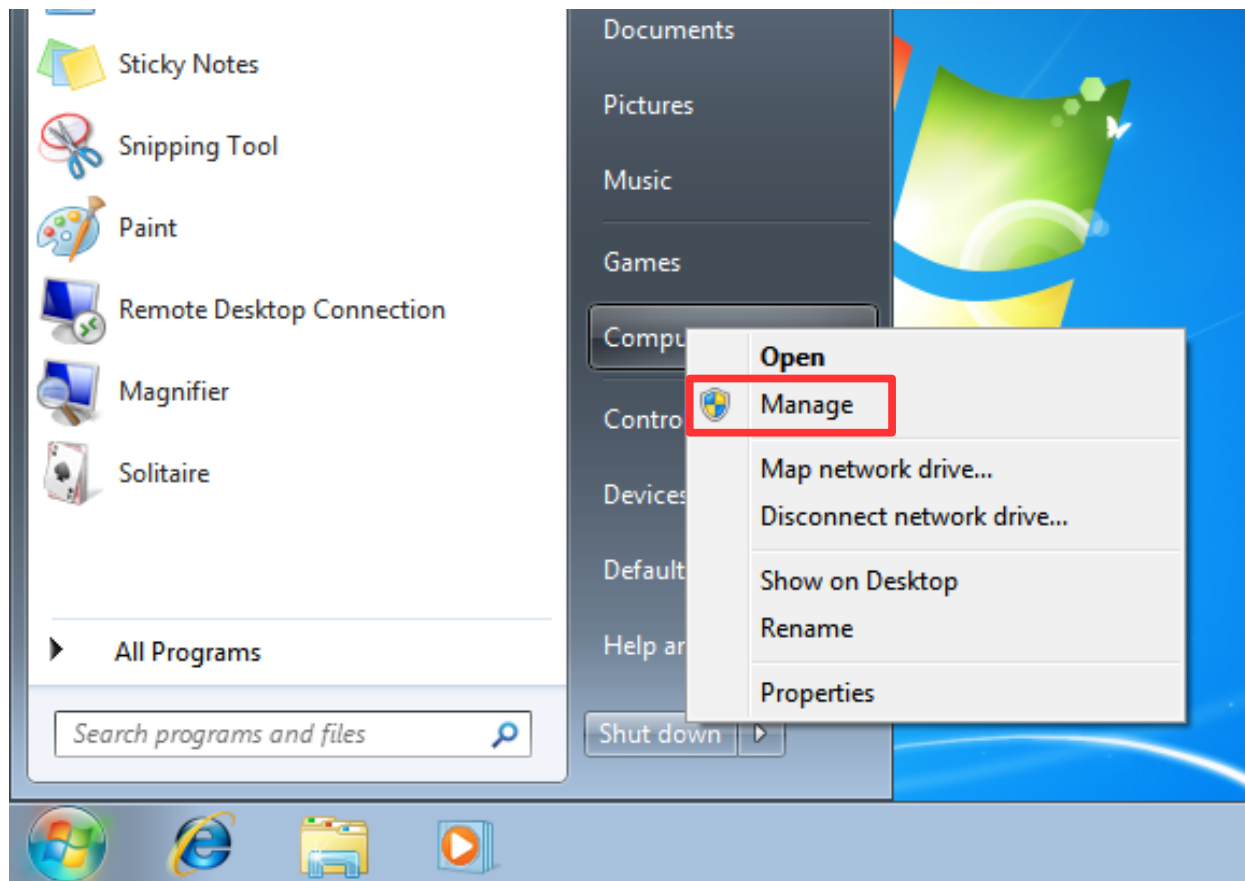 Sticky Notes
Snipping Tool
Paint
Remote Desktop Connection
Magnifier
Solitaire
All Programs
Search programs and files
Documents
Pictures
Music
Games
Compu
Contro
Devices
Default
Help ar
Shut down
Open
Manage
Map network drive...
Disconnect network drive...
Show on Desktop
Rename
Properties